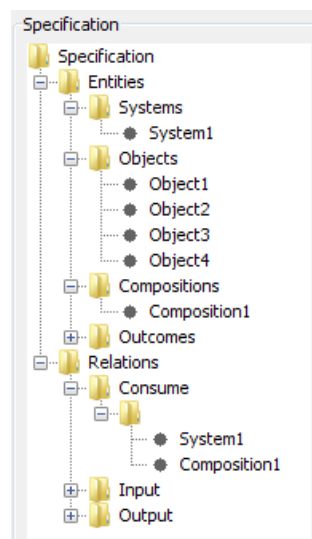 Specification
Specification
Entities
Systems
System1
Objects
Object1
Object2
Object3
Object4
Compositions
Composition1
Outcomes
Relations
Consume
System1
Composition1
Input
Output